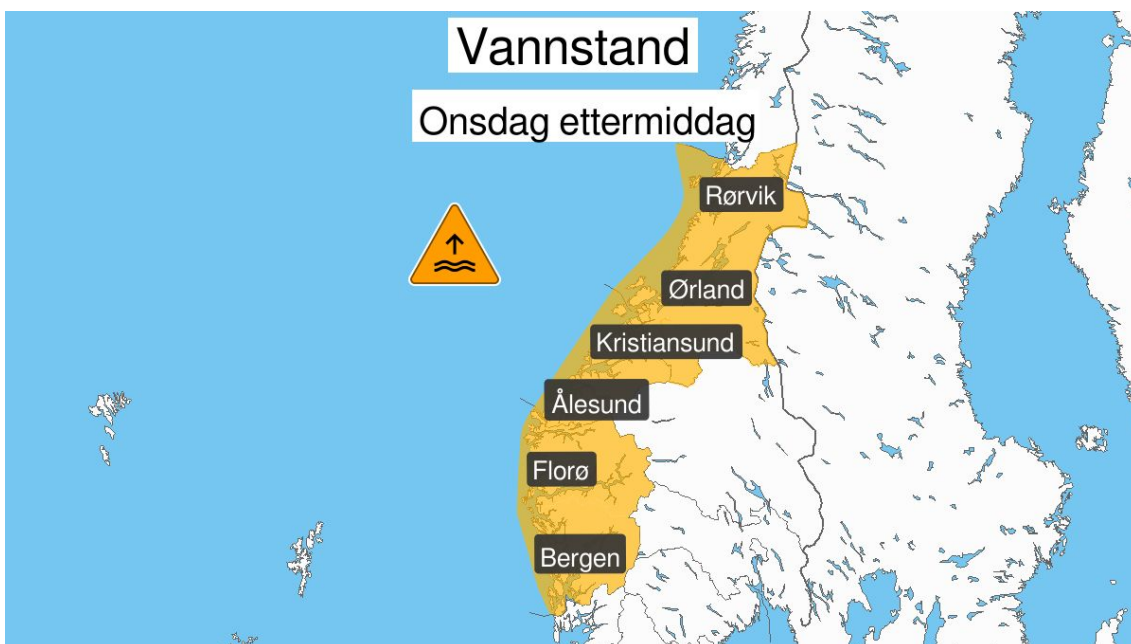 Vannstand
Onsdag ettermiddag
Rørvik
Ørland
Kristiansund
Ålesund
Florø
Bergen